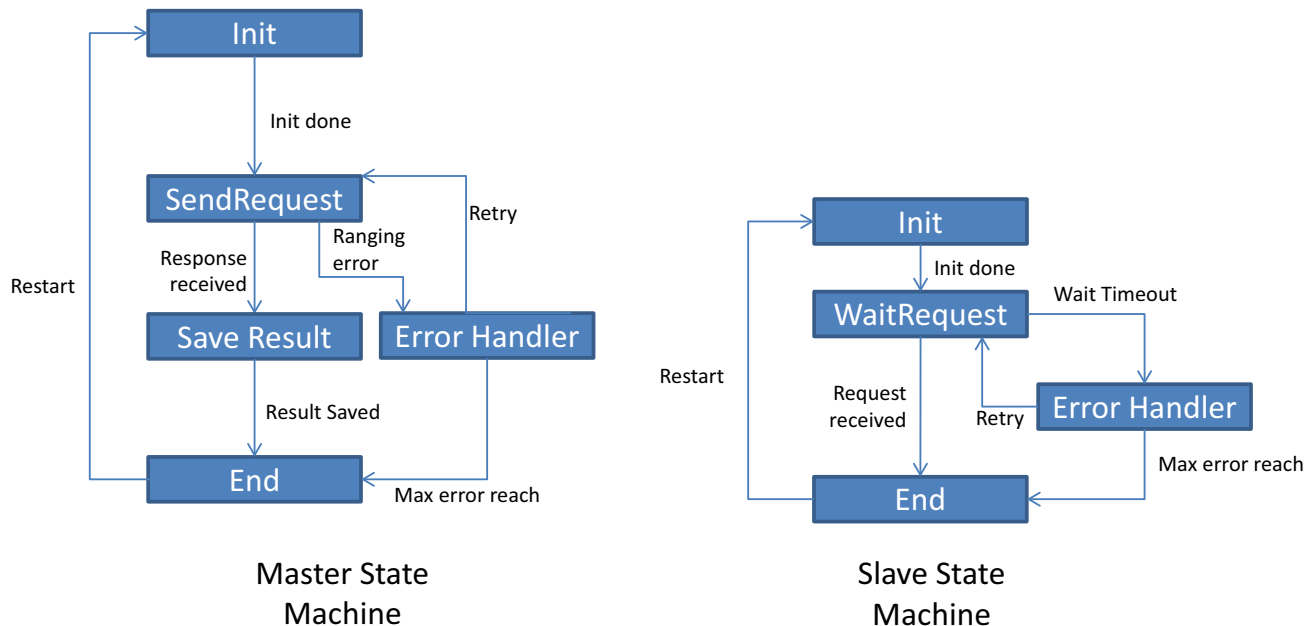 Init
Init done
SendRequest
Retry
Ranging
error
Response
received
Restart
Save Result
Error Handler
Result Saved
End
Max error reach
Master State
Machine
Init
Init done
Wait Timeout
WaitRequest
Restart
Request
received
Retry
Error Handler
Max error reach
End
Slave State
Machine